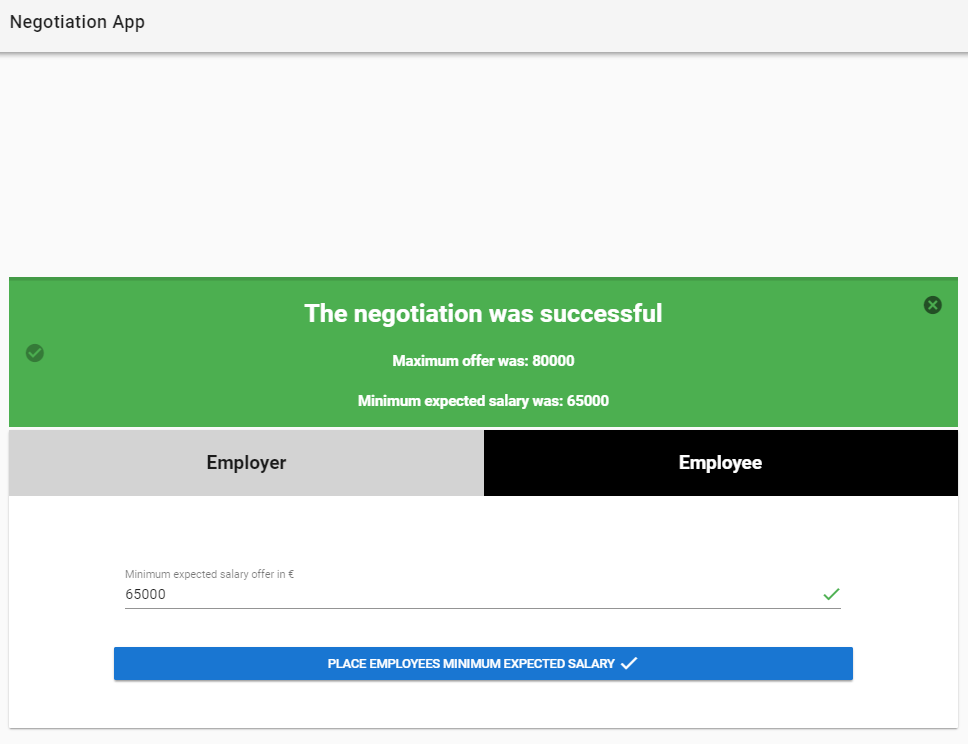 Negotiation App
The negotiation was successful
Maximum offer was: 80000
Minimum expected salary was: 65000
Employer
Employee
Minimum expected salary offer in €
65000
PLACE EMPLOYEES MINIMUM EXPECTED SALARY